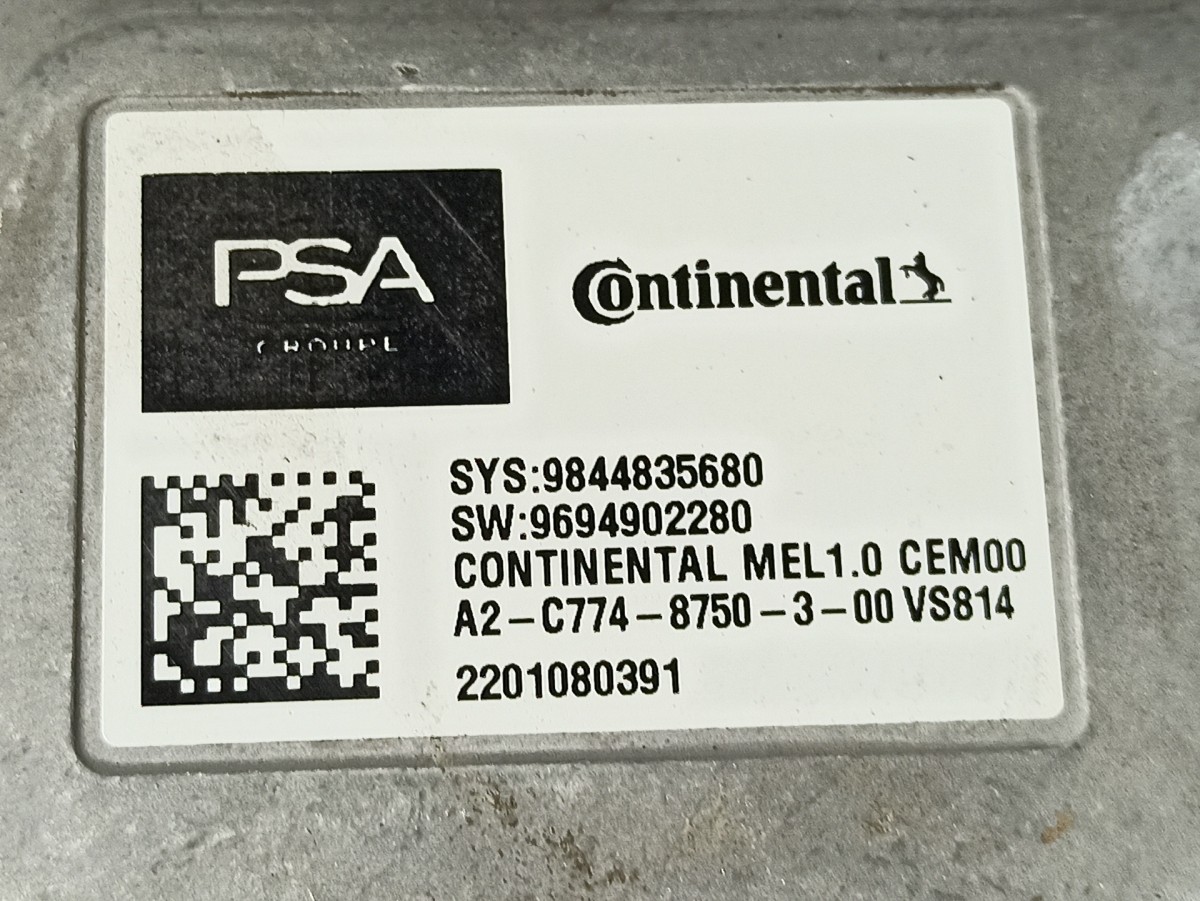 PSA
GROUPE
Continental
SYS:9844835680
SW:9694902280
CONTINENTAL MEL1.0 CEM00
A2-C774-8750-3-00 VS814
2201080391